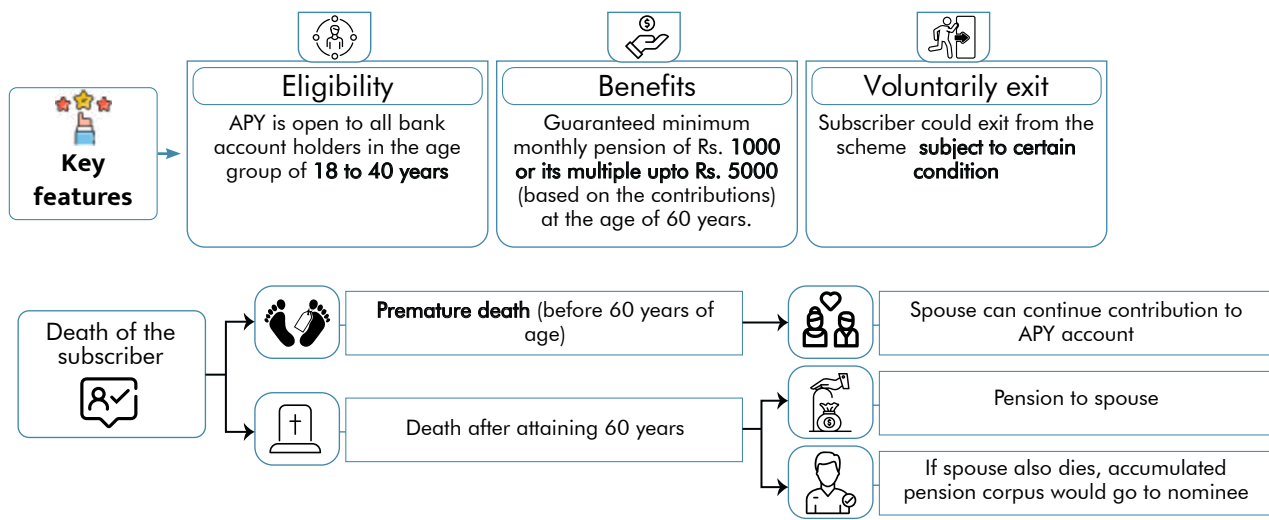 Key
features
Eligibility
APY is open to all bank
account holders in the age
group of 18 to 40 years
Benefits
Guaranteed minimum
monthly pension of Rs. 1000
or its multiple upto Rs. 5000
(based on the contributions)
at the age of 60 years.
Voluntarily exit
Subscriber could exit from the
scheme subject to certain
condition
Death of the
subscriber
Premature death (before 60 years of
age)
Spouse can continue contribution to
APY account
Death after attaining 60 years
Pension to spouse
If spouse also dies, accumulated
pension corpus would go to nominee